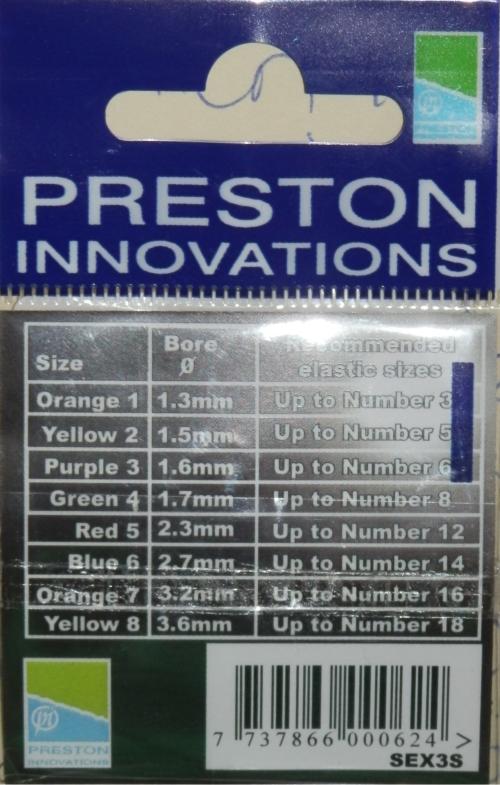 PRESTON
PRESTON
INNOVATIONS
Size Bore Ø Recommended elastic sizes
Orange 1 1.3mm Up to Number 3
Yellow 2 1.5mm Up to Number 5
Purple 3 1.6mm Up to Number 6
Green 4 1.7mm Up to Number 8
Red 5 2.3mm Up to Number 12
Blue 6 2.7mm Up to Number 14
Orange 7 3.2mm Up to Number 16
Yellow 8 3.6mm Up to Number 18
PRESTON
INNOVATIONS
7 737866 000624 >
SEX3S